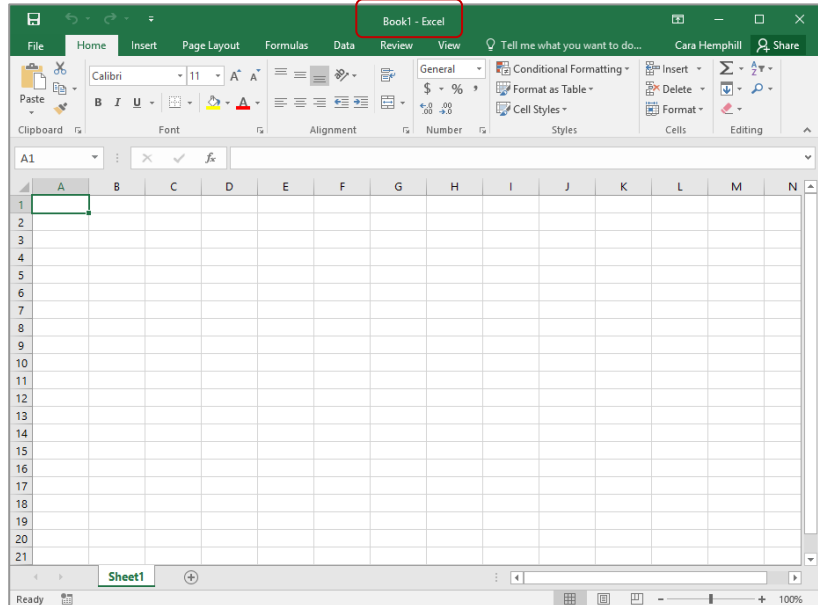 Book1 - Excel
File Home Insert Page Layout Formulas Data Review View Tell me what you want to do... Cara Hemphill Share
Calibri 11 A A General Conditional Formatting Insert
Paste B I U A $ % , Format as Table Delete
Cell Styles Format
Clipboard Font Alignment Number Styles Cells Editing
A1 fx
A B C D E F G H I J K L M N
1
2
3
4
5
6
7
8
9
10
11
12
13
14
15
16
17
18
19
20
21
Sheet1
Ready 100%